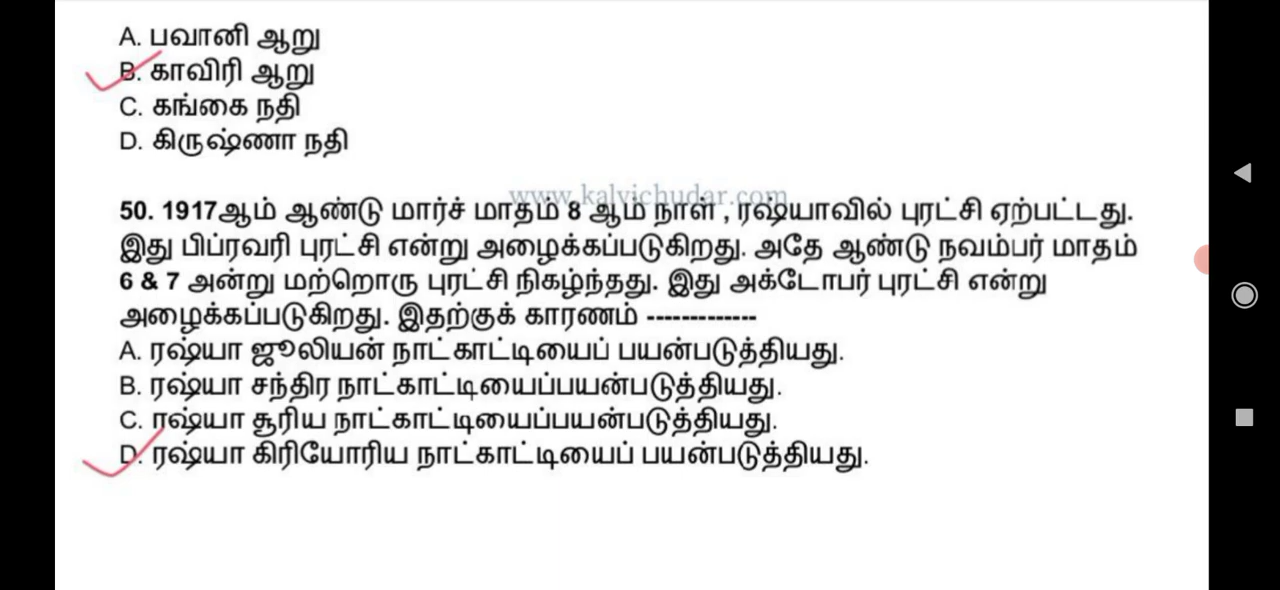 A. பவானி ஆறு
B. காவிரி ஆறு
C. கங்கை நதி
D. கிருஷ்ணா நதி
www.kalvichudar.com
50. 1917ஆம் ஆண்டு மார்ச் மாதம் 8 ஆம் நாள் , ரஷ்யாவில் புரட்சி ஏற்பட்டது.
இது பிப்ரவரி புரட்சி என்று அழைக்கப்படுகிறது. அதே ஆண்டு நவம்பர் மாதம்
6 & 7 அன்று மற்றொரு புரட்சி நிகழ்ந்தது. இது அக்டோபர் புரட்சி என்று
அழைக்கப்படுகிறது. இதற்குக் காரணம் -------------
A. ரஷ்யா ஜூலியன் நாட்காட்டியைப் பயன்படுத்தியது.
B. ரஷ்யா சந்திர நாட்காட்டியைப்பயன்படுத்தியது.
C. ரஷ்யா சூரிய நாட்காட்டியைப்பயன்படுத்தியது.
D. ரஷ்யா கிரியோரிய நாட்காட்டியைப் பயன்படுத்தியது.